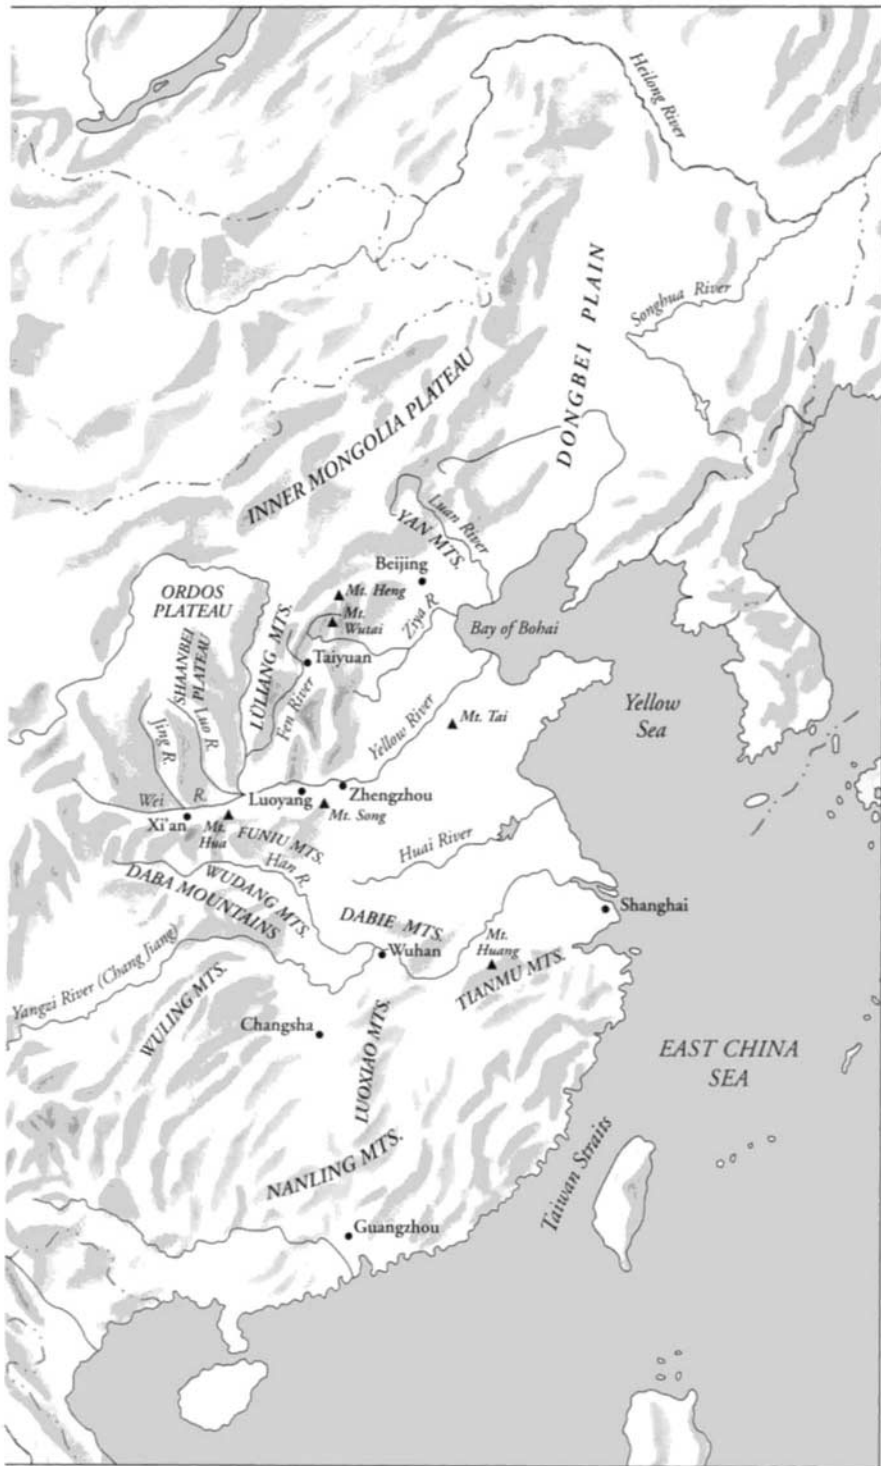 Heilong River
DONGBEI PLAIN
Songhua River
INNER MONGOLIA PLATEAU
Luan River
YAN MTS.
Beijing
ORDOS
PLATEAU
Mt. Heng
Mt.
Wutai
Ziya R.
Bay of Bohai
SHAANBEI
PLATEAU
LÜLIANG MTS.
Taiyuan
Fen River
Luo R.
Jing R.
Yellow River
Mt. Tai
Yellow
Sea
Wei R.
Luoyang
Zhengzhou
Mt. Song
Xi'an
Mt.
Hua
FUNIU MTS.
Han R.
Huai River
DABA MOUNTAINS
WUDANG MTS.
DABIE MTS.
Shanghai
Mt.
Huang
Wuhan
TIANMU MTS.
Yangzi River (Chang Jiang)
WULING MTS.
Changsha
LUOXIAO MTS.
EAST CHINA
SEA
NANLING MTS.
Taiwan Straits
Guangzhou